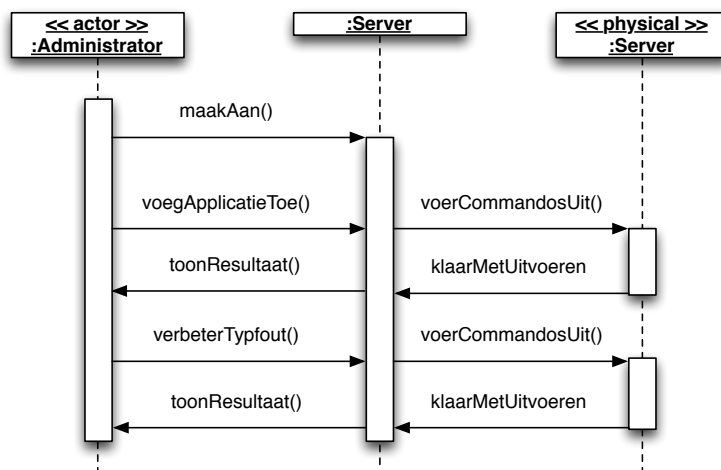 << actor >>
:Administrator
:Server
<< physical >>
:Server
maakAan()
voegApplicatieToe()
voerCommandosUit()
toonResultaat()
klaarMetUitvoeren
verbeterTypfout()
voerCommandosUit()
toonResultaat()
klaarMetUitvoeren